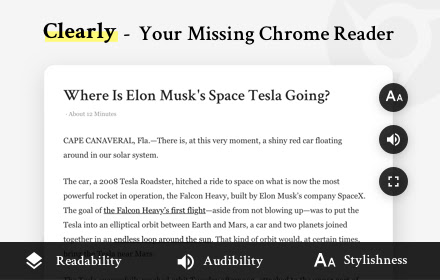 Clearly - Your Missing Chrome Reader
Where Is Elon Musk's Space Tesla Going?
· About 12 Minutes
AA
CAPE CANAVERAL, Fla.—There is, at this very moment, a shiny red car floating
around in our solar system.
The car, a 2008 Tesla Roadster, hitched a ride to space on what is now the most
powerful rocket in operation, the Falcon Heavy, built by Elon Musk's company SpaceX.
The goal of the Falcon Heavy's first flight—aside from not blowing up—was to put the
Tesla into an elliptical orbit between Earth and Mars, a car and two planets joined
together in an endless loop around the sun. That kind of orbit would, at certain times,
Readability
Audibility
AA Stylishness